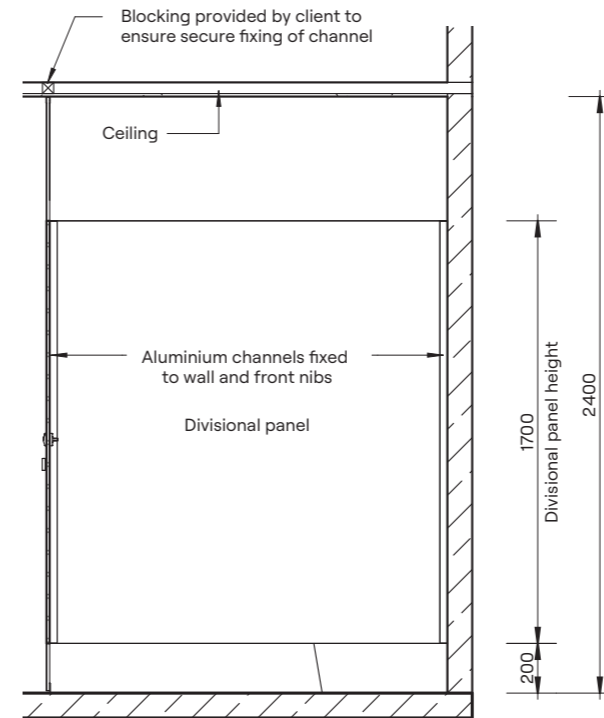 Blocking provided by client to
ensure secure fixing of channel
Ceiling
Aluminium channels fixed
to wall and front nibs
Divisional panel
1700
Divisional panel height
2400
200